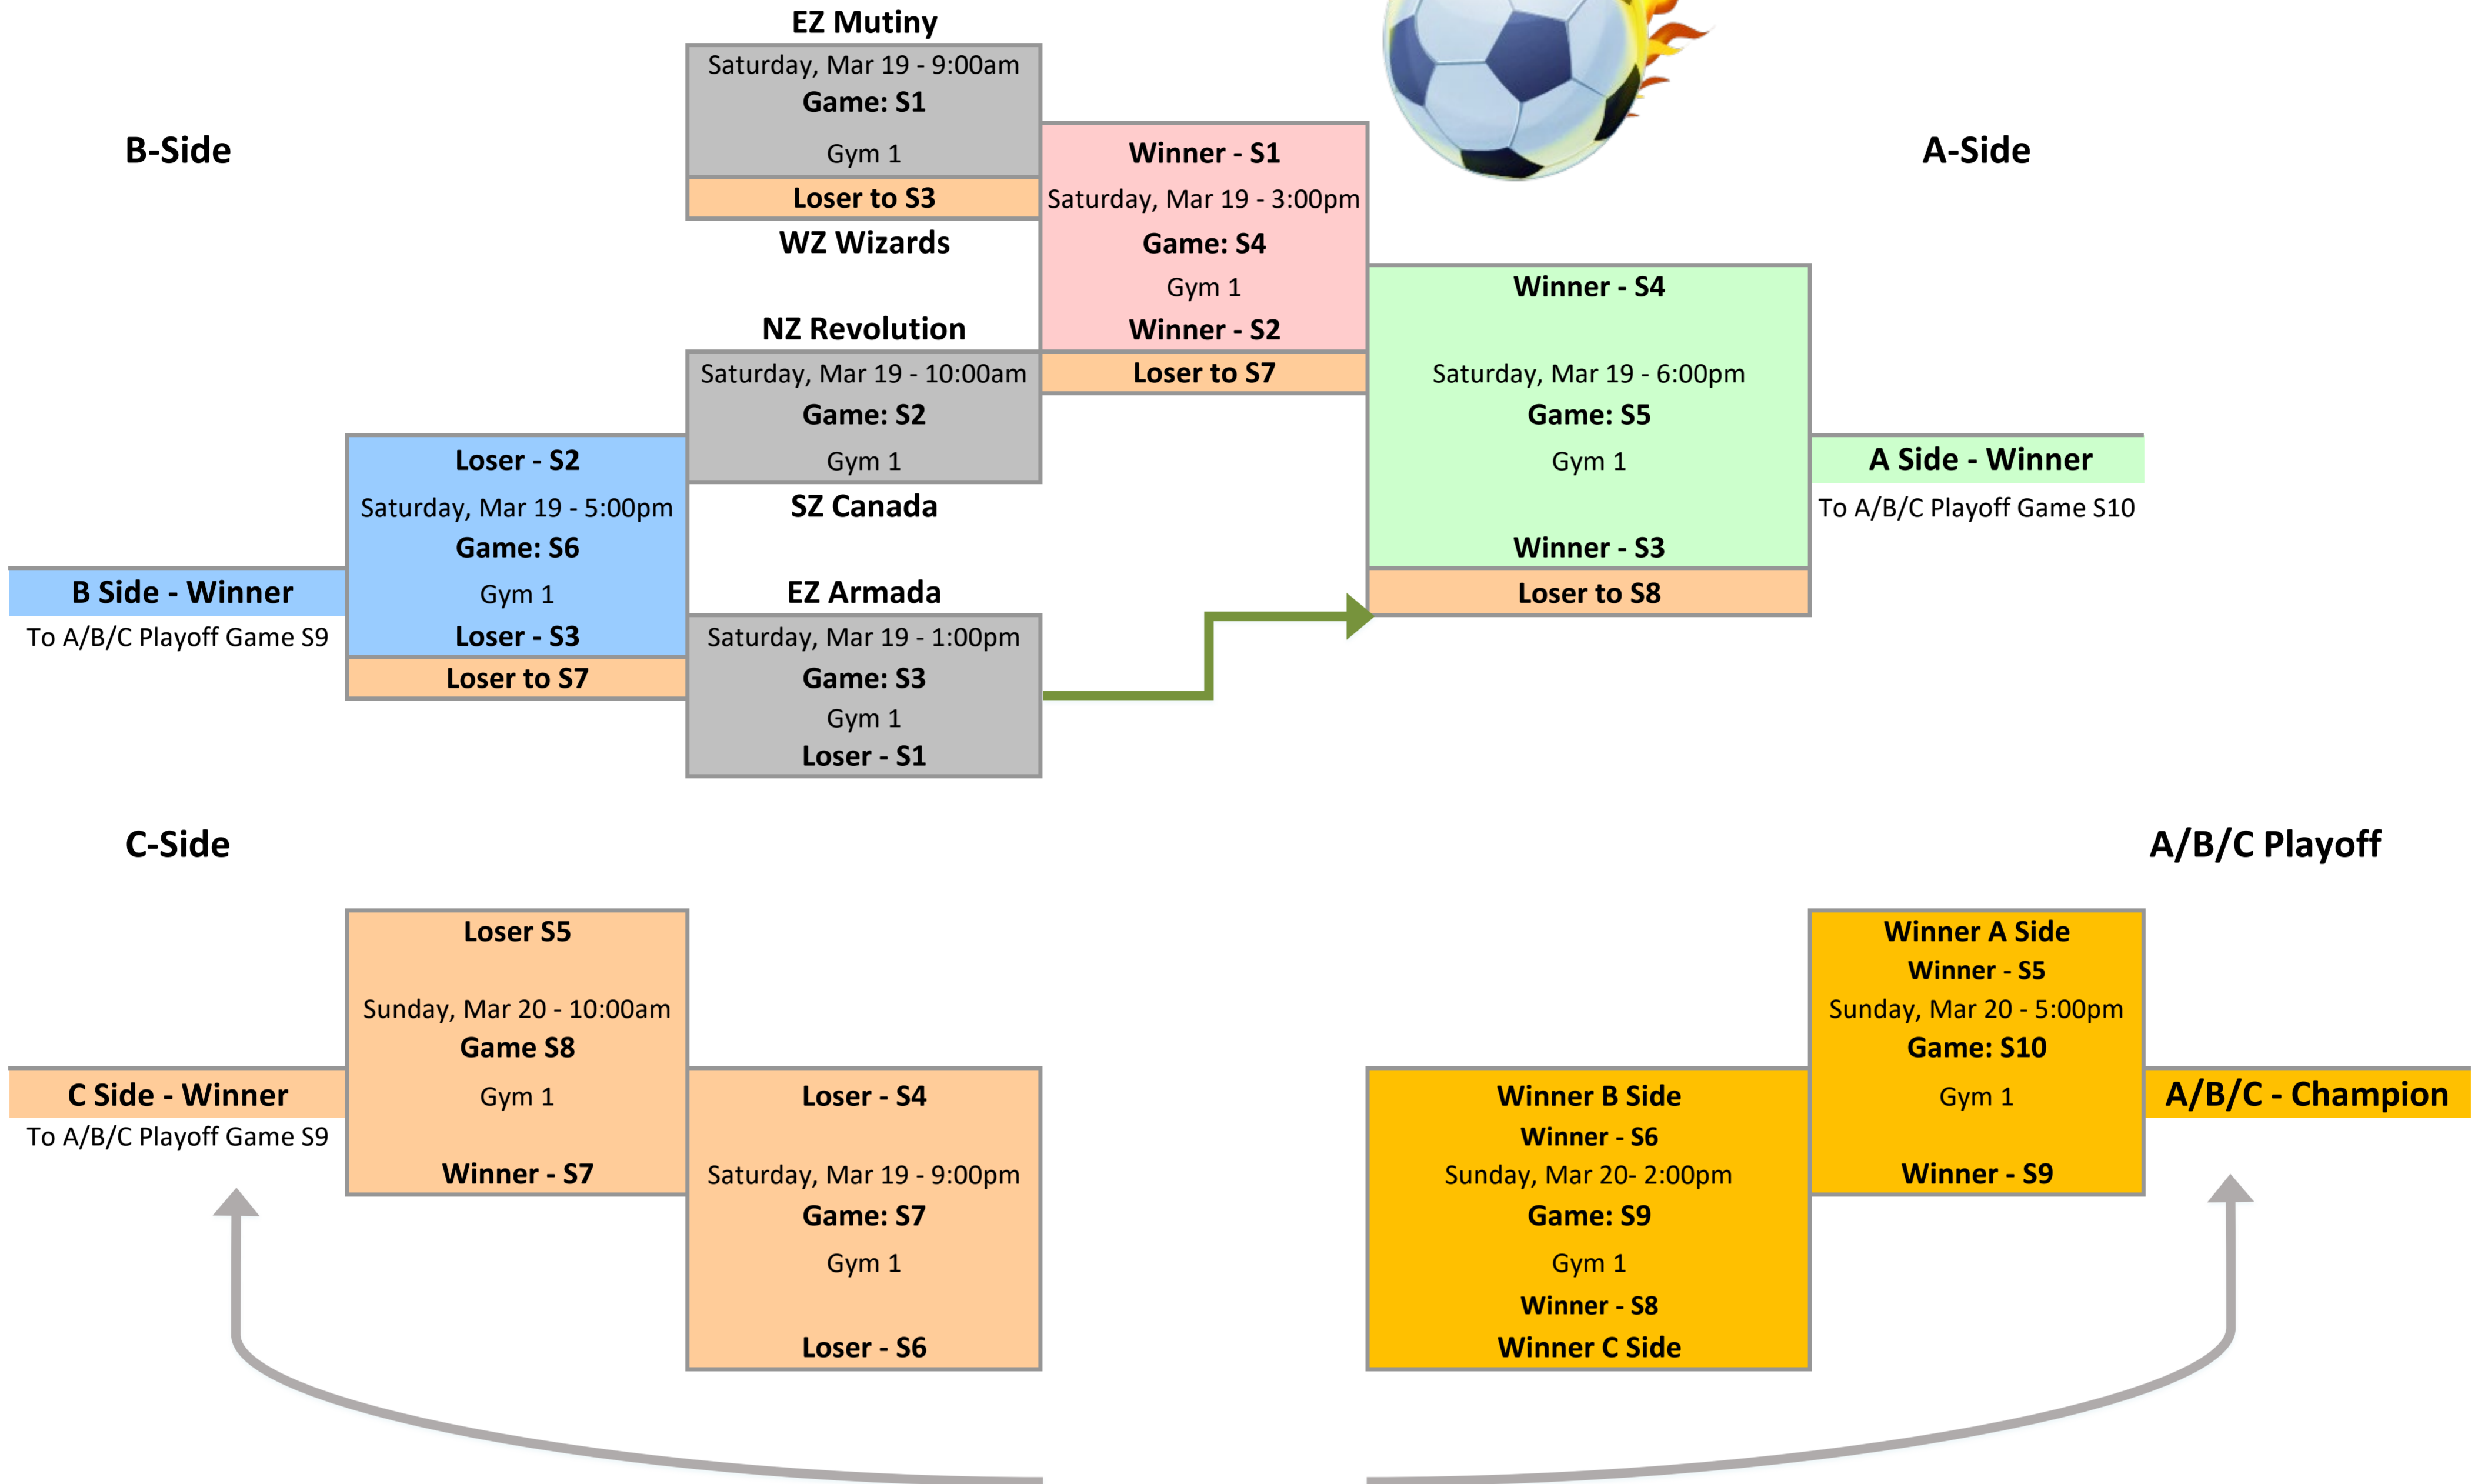 EZ Mutiny
Saturday, Mar 19 - 9:00am
Game: S1
Gym 1
Loser to S3
WZ Wizards
B-Side
A-Side
Winner - S1
Saturday, Mar 19 - 3:00pm
Game: S4
Gym 1
Winner - S2
Loser to S7
NZ Revolution
Saturday, Mar 19 - 10:00am
Game: S2
Gym 1
SZ Canada
Winner - S4
Saturday, Mar 19 - 6:00pm
Game: S5
Gym 1
Winner - S3
Loser to S8
A Side - Winner
To A/B/C Playoff Game S10
Loser - S2
Saturday, Mar 19 - 5:00pm
Game: S6
Gym 1
Loser - S3
Loser to S7
B Side - Winner
To A/B/C Playoff Game S9
EZ Armada
Saturday, Mar 19 - 1:00pm
Game: S3
Gym 1
Loser - S1
C-Side
A/B/C Playoff
Loser S5
Sunday, Mar 20 - 10:00am
Game S8
Gym 1
Winner - S7
C Side - Winner
To A/B/C Playoff Game S9
Loser - S4
Saturday, Mar 19 - 9:00pm
Game: S7
Gym 1
Loser - S6
Winner B Side
Winner - S6
Sunday, Mar 20- 2:00pm
Game: S9
Gym 1
Winner - S8
Winner C Side
Winner A Side
Winner - S5
Sunday, Mar 20 - 5:00pm
Game: S10
Gym 1
Winner - S9
A/B/C - Champion